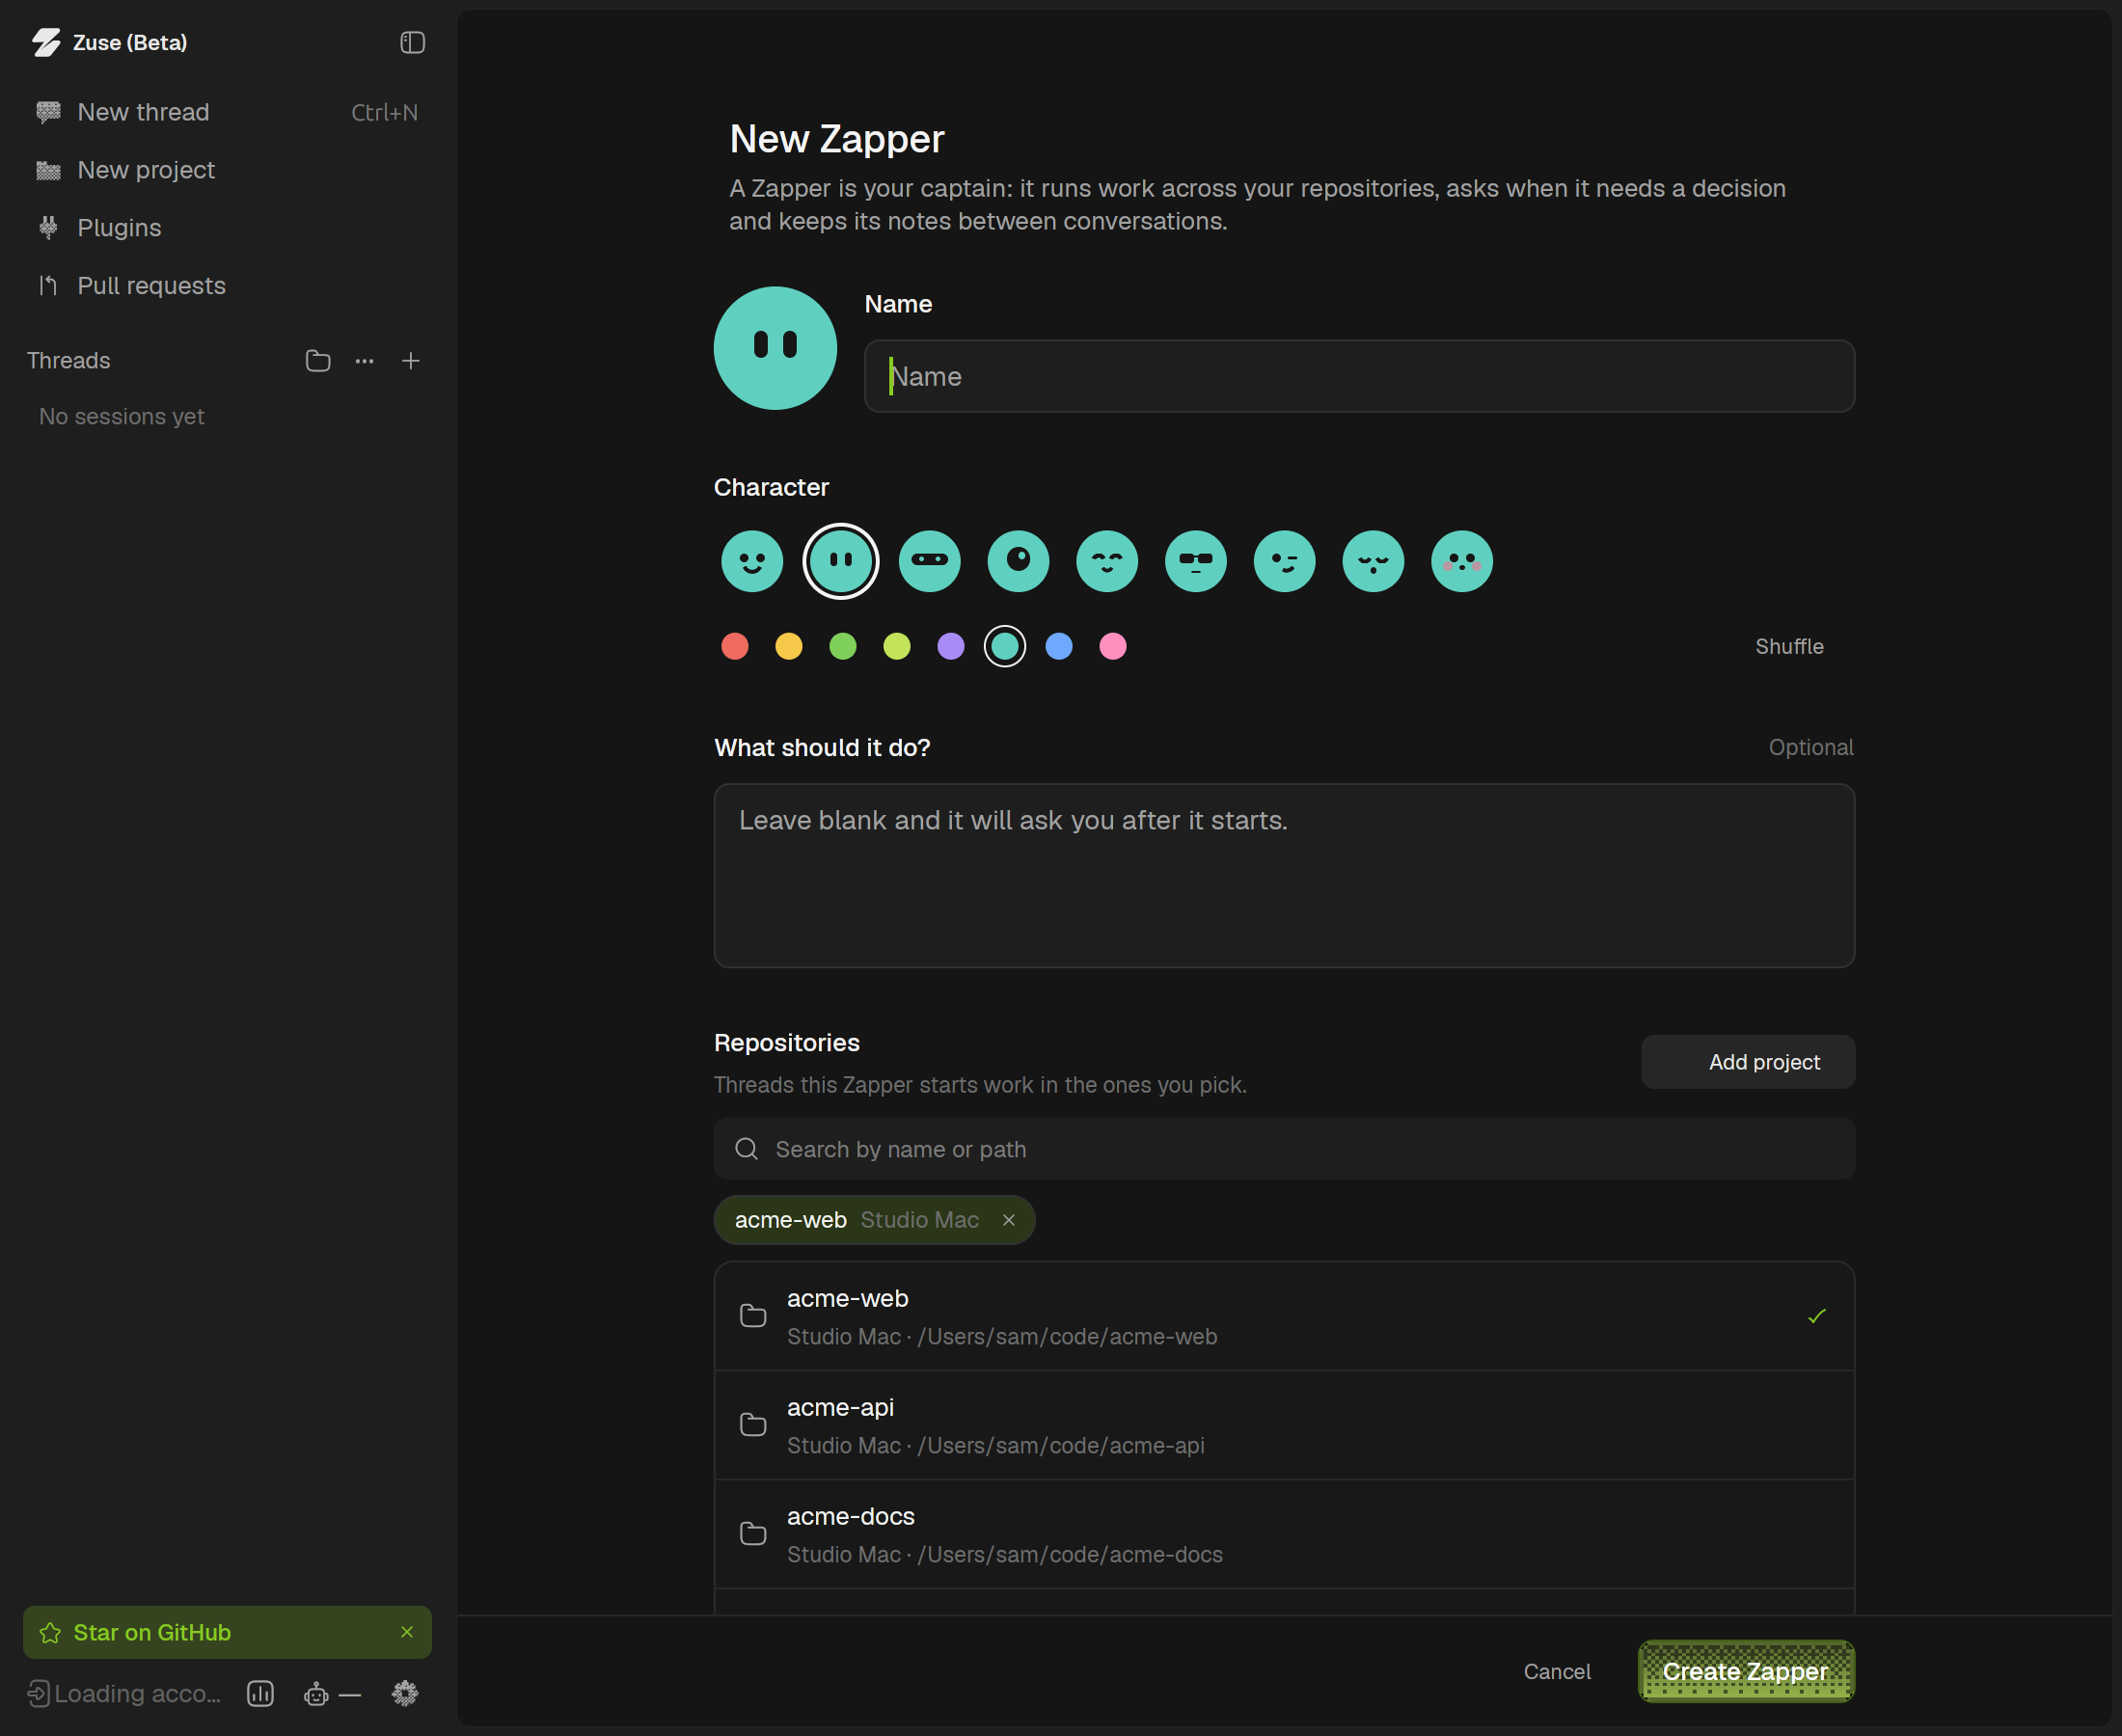 Zuse (Beta)
New thread Ctrl+N
New project
Plugins
Pull requests
Threads
No sessions yet
Star on GitHub
Loading acco...
New Zapper
A Zapper is your captain: it runs work across your repositories, asks when it needs a decision
and keeps its notes between conversations.
Name
Name
Character
Shuffle
What should it do? Optional
Leave blank and it will ask you after it starts.
Repositories
Add project
Threads this Zapper starts work in the ones you pick.
Search by name or path
acme-web Studio Mac
acme-web
Studio Mac · /Users/sam/code/acme-web
acme-api
Studio Mac · /Users/sam/code/acme-api
acme-docs
Studio Mac · /Users/sam/code/acme-docs
Cancel Create Zapper